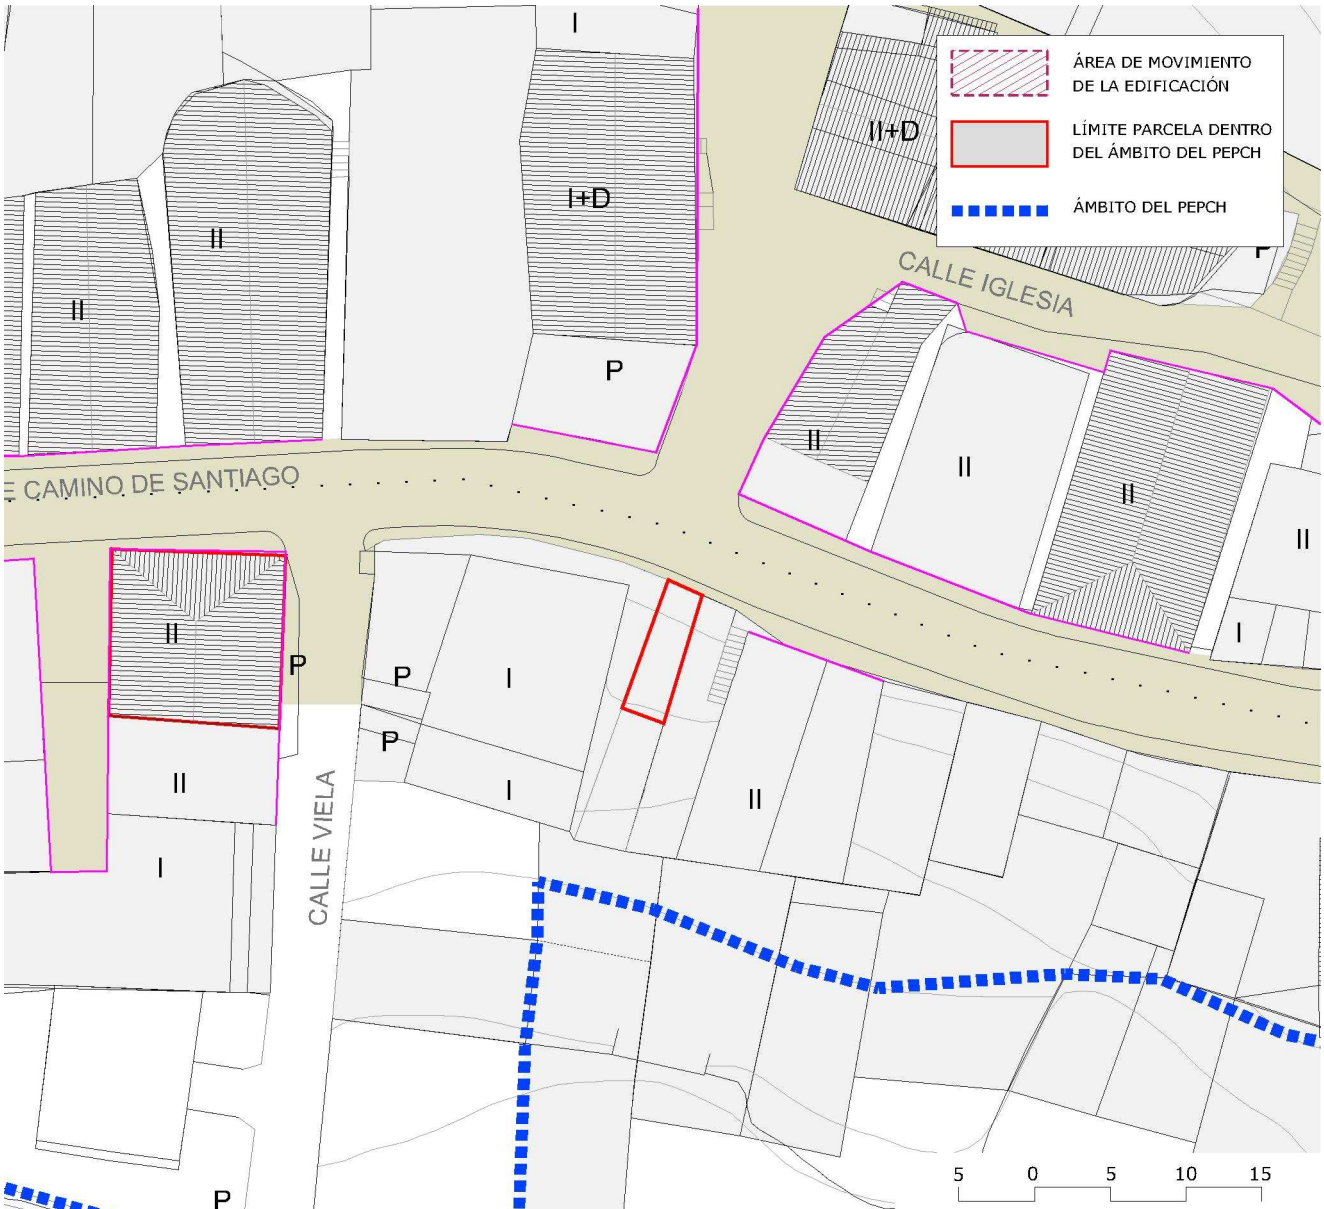 I
ÁREA DE MOVIMIENTO
DE LA EDIFICACIÓN
II+D
LÍMITE PARCELA DENTRO
DEL ÁMBITO DEL PEPCH
I+D
ÁMBITO DEL PEPCH
II
P
CALLE IGLESIA
II
P
II
II
II
II
E CAMINO DE SANTIAGO
II
I
P
P
I
P
II
I
II
I
CALLE VIELA
P
5 0 5 10 15